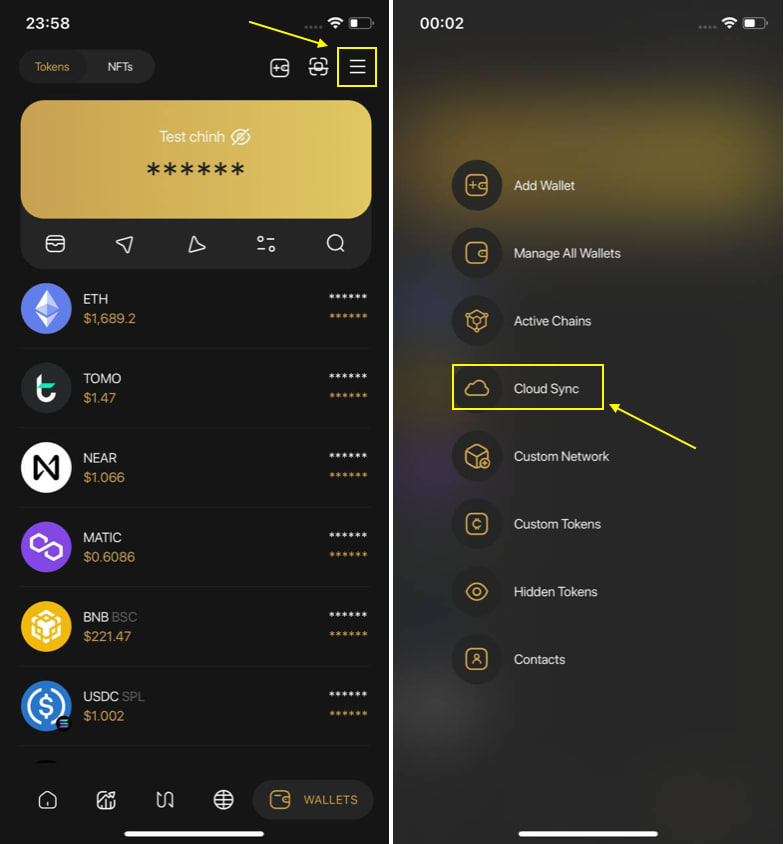 23:58
Tokens
NFTs
Test chinh
******
ETH
******
$1,689.2
******
TOMO
******
$1.47
******
NEAR
******
$1.066
******
MATIC
******
$0.6086
******
BNB BSC
******
$221.47
******
USDC SPL
******
$1.002
******
WALLETS
00:02
Add Wallet
Manage All Wallets
Active Chains
Cloud Sync
Custom Network
Custom Tokens
Hidden Tokens
Contacts